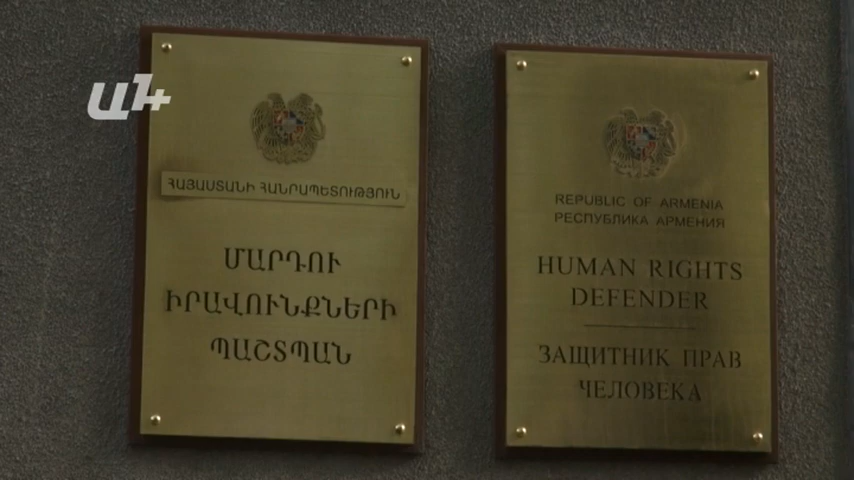 ա1+
ՀԱՅԱՍՏԱՆԻ ՀԱՆՐԱՊԵՏՈՒԹՅՈՒՆ
ՄԱՐԴՈՒ
ԻՐԱՎՈՒՆՔՆԵՐԻ
ՊԱՇՏՊԱՆ
REPUBLIC OF ARMENIA
РЕСПУБЛИКА АРМЕНИЯ
HUMAN RIGHTS
DEFENDER
ЗАЩИТНИК ПРАВ
ЧЕЛОВЕКА